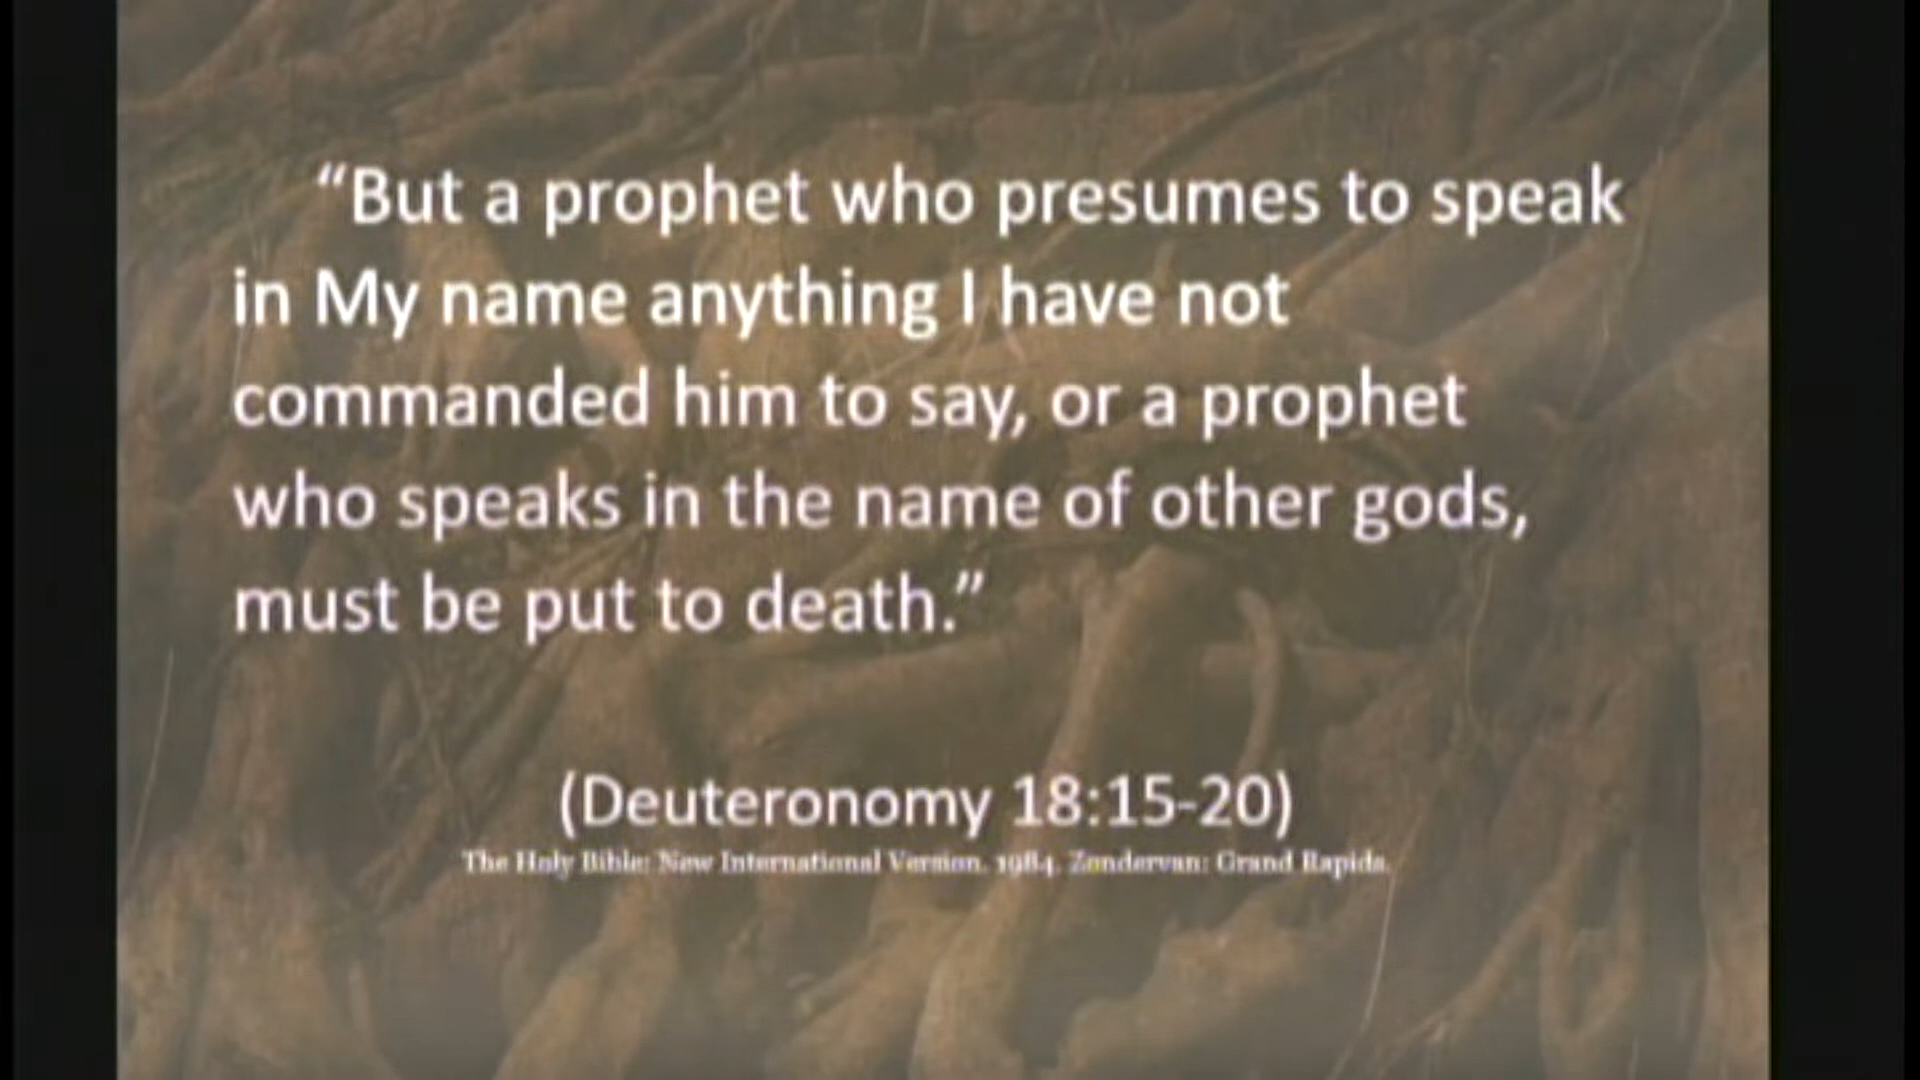 “But a prophet who presumes to speak
in My name anything I have not
commanded him to say, or a prophet
who speaks in the name of other gods,
must be put to death.”
(Deuteronomy 18:15-20)
The Holy Bible: New International Version. 1984. Zondervan: Grand Rapids.